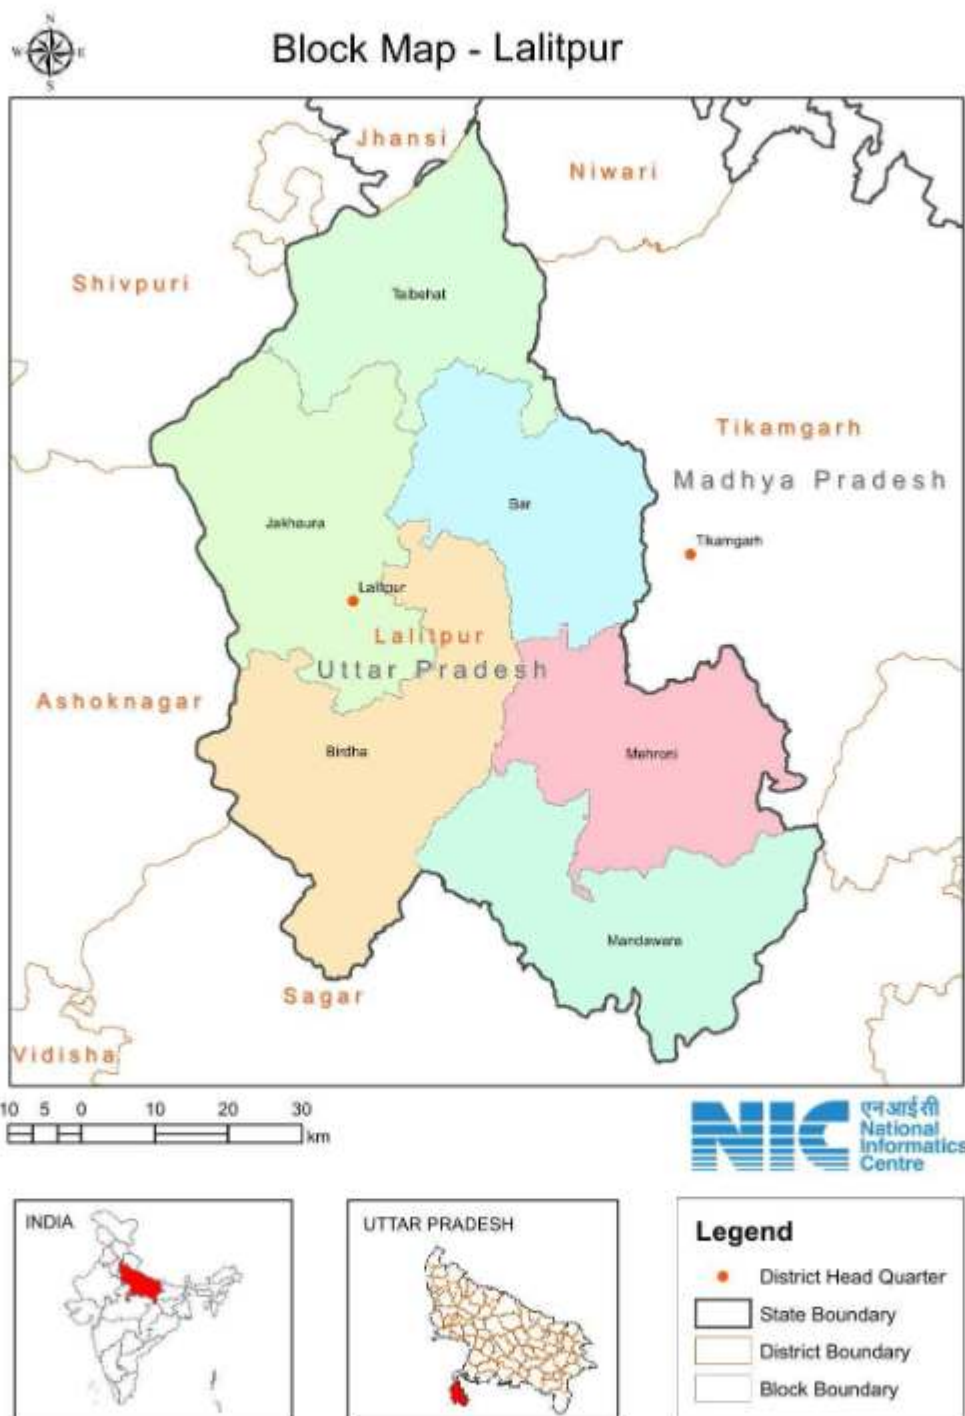 N
W E
S
Block Map - Lalitpur
Jhansi
Niwari
Shivpuri
Talbehat
Tikamgarh
Madhya Pradesh
Bar
Jakhaura
Tikamgarh
Lalitpur
Lalitpur
Uttar Pradesh
Ashoknagar
Birdha
Mehroni
Mandawara
Sagar
Vidisha
10 5 0 10 20 30
km
NIC
एनआईसी
National
Informatics
Centre
INDIA
UTTAR PRADESH
Legend
District Head Quarter
State Boundary
District Boundary
Block Boundary